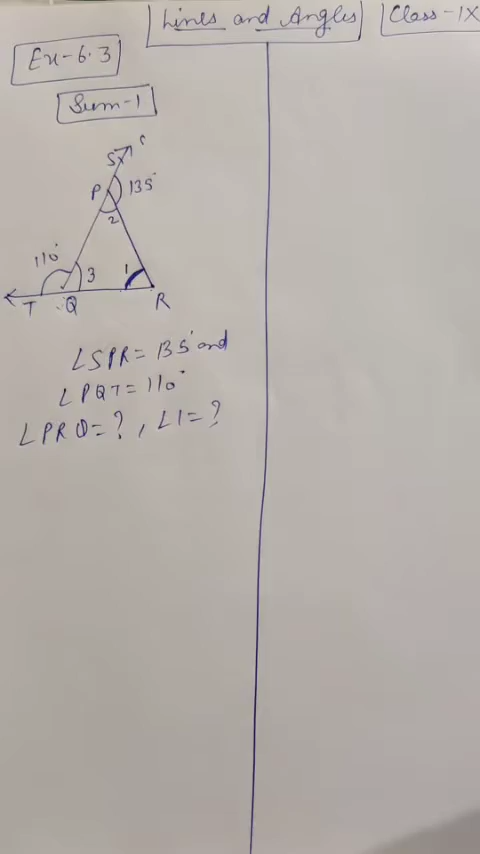 Lines and Angles
Class-IX
Ex-6.3
Sum-1
S
P 135°
2
110°
3 1
T Q R
∠SPR = 135° and
∠PQT = 110°
∠PRQ = ?, ∠1 = ?